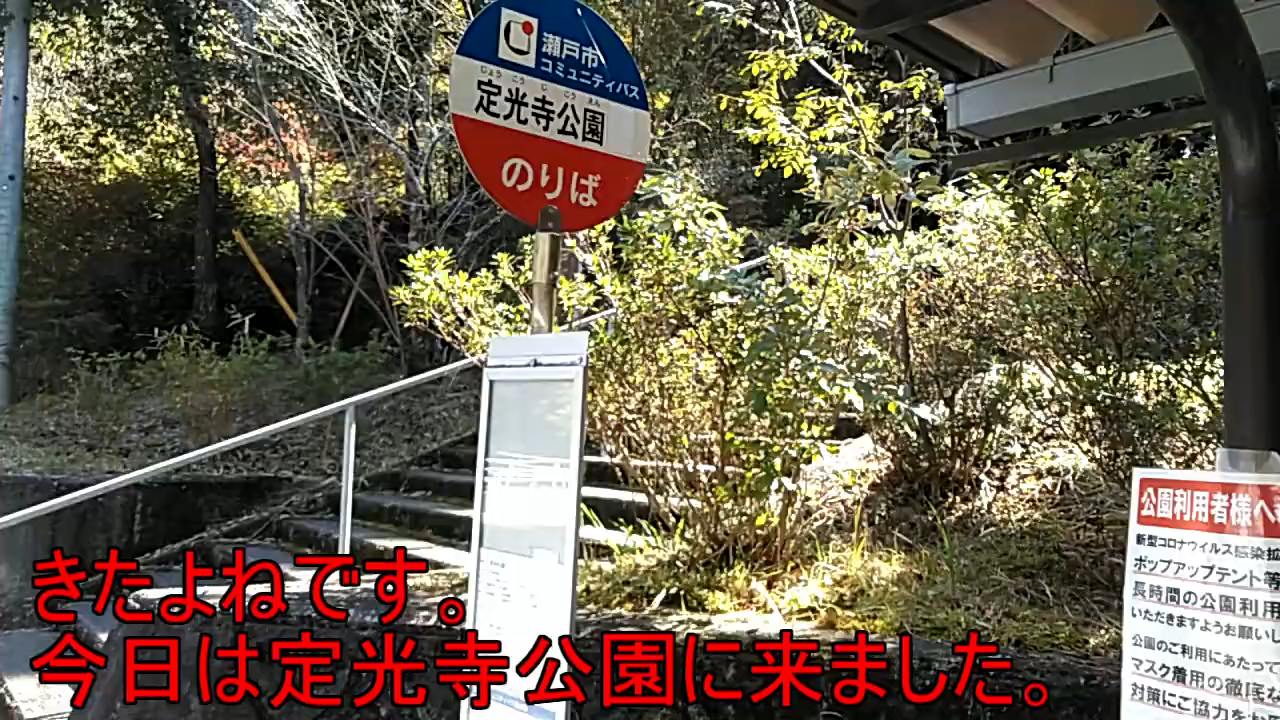 瀬戸市
コミュニティバス
じょう こう じ こう えん
定光寺公園
のりば
公園利用者様へ
新型コロナウイルス感染拡
ポップアップテント等
長時間の公園利用
いただきますようお願いし
公園のご利用にあたって
マスク着用の徹底な
対策にご協力を
きたよねです。
今日は定光寺公園に来ました。